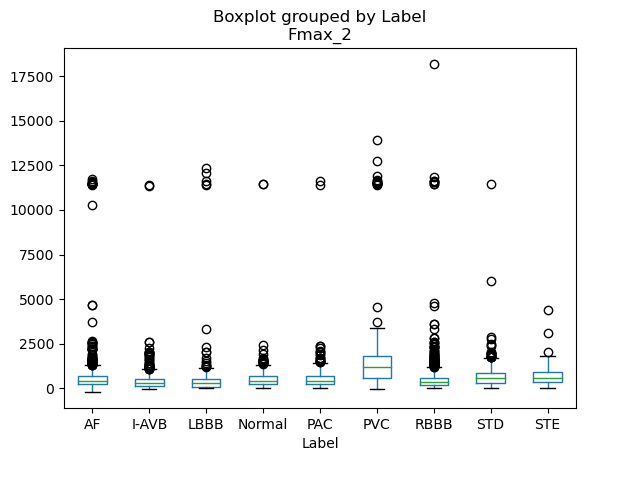 Boxplot grouped by Label
Fmax_2
17500
15000
12500
10000
7500
5000
2500
0
AF I-AVB LBBB Normal PAC PVC RBBB STD STE
Label